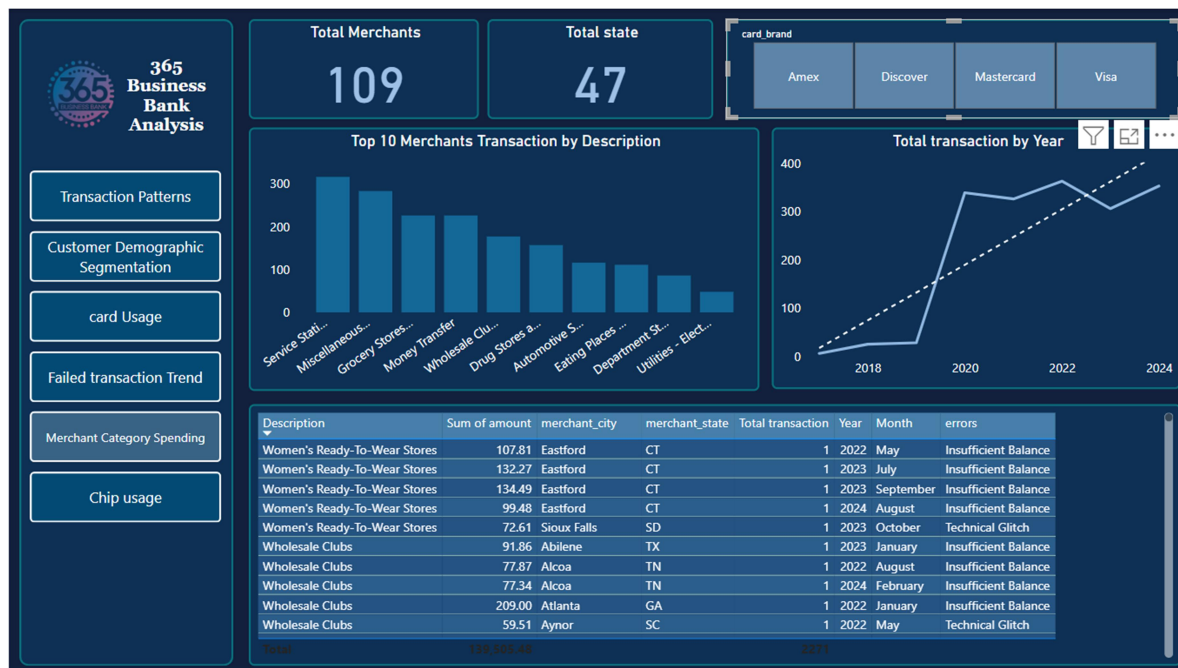 365
BUSINESS BANK
365
Business
Bank
Analysis
Transaction Patterns
Customer Demographic
Segmentation
card Usage
Failed transaction Trend
Merchant Category Spending
Chip usage
Total Merchants
109
Total state
47
card_brand
Amex
Discover
Mastercard
Visa
Top 10 Merchants Transaction by Description
300
200
100
0
Service Stati...
Miscellaneous...
Grocery Stores...
Money Transfer
Wholesale Clu...
Drug Stores a...
Automotive S...
Eating Places ...
Department St...
Utilities - Elect...
Total transaction by Year
400
300
200
100
0
2018
2020
2022
2024
Description Sum of amount merchant_city merchant_state Total transaction Year Month errors
Women's Ready-To-Wear Stores 107.81 Eastford CT 1 2022 May Insufficient Balance
Women's Ready-To-Wear Stores 132.27 Eastford CT 1 2023 July Insufficient Balance
Women's Ready-To-Wear Stores 134.49 Eastford CT 1 2023 September Insufficient Balance
Women's Ready-To-Wear Stores 99.48 Eastford CT 1 2024 August Insufficient Balance
Women's Ready-To-Wear Stores 72.61 Sioux Falls SD 1 2023 October Technical Glitch
Wholesale Clubs 91.86 Abilene TX 1 2023 January Insufficient Balance
Wholesale Clubs 77.87 Alcoa TN 1 2022 August Insufficient Balance
Wholesale Clubs 77.34 Alcoa TN 1 2024 February Insufficient Balance
Wholesale Clubs 209.00 Atlanta GA 1 2022 January Insufficient Balance
Wholesale Clubs 59.51 Aynor SC 1 2022 May Technical Glitch
Total